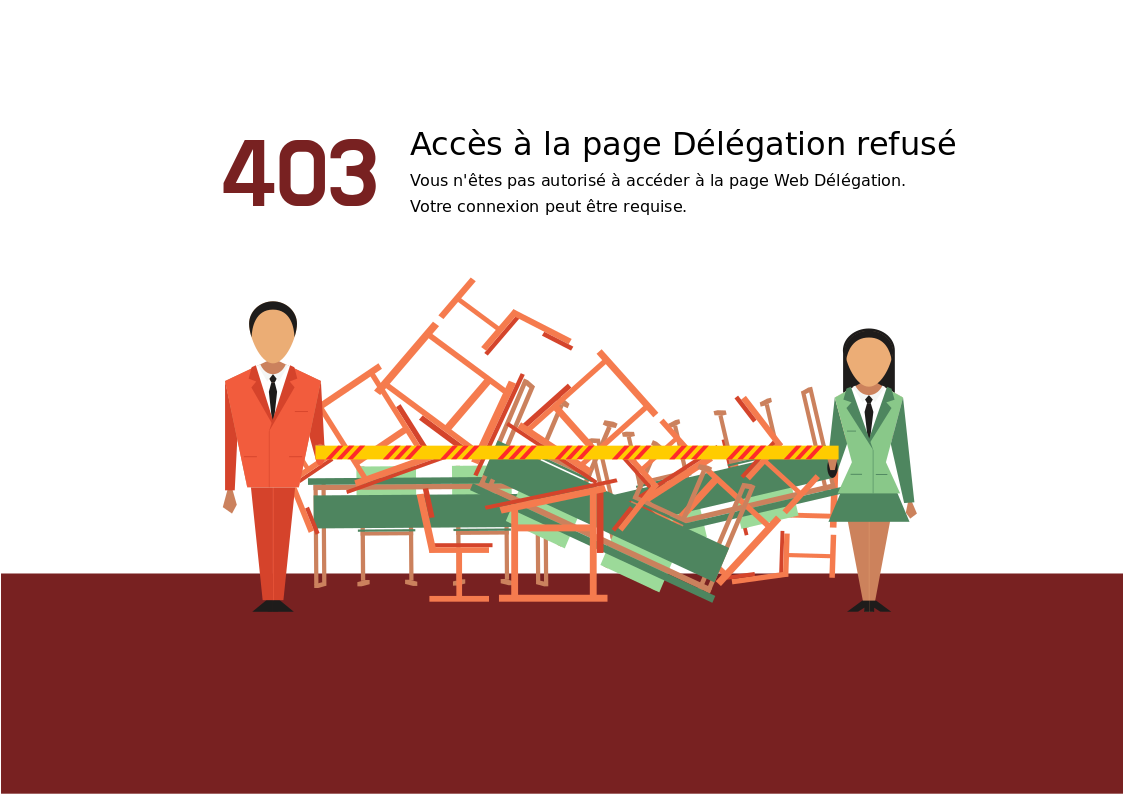 403
Accès à la page Délégation refusé
Vous n'êtes pas autorisé à accéder à la page Web Délégation.
Votre connexion peut être requise.